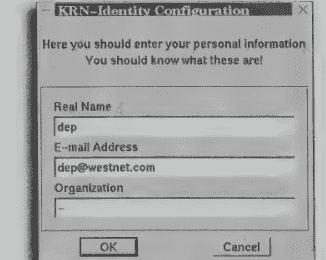 KRN-Identity Configuration
Here you should enter your personal information
You should know what these are!
Real Name
dep
E-mail Address
dep@westnet.com
Organization
-
OK
Cancel